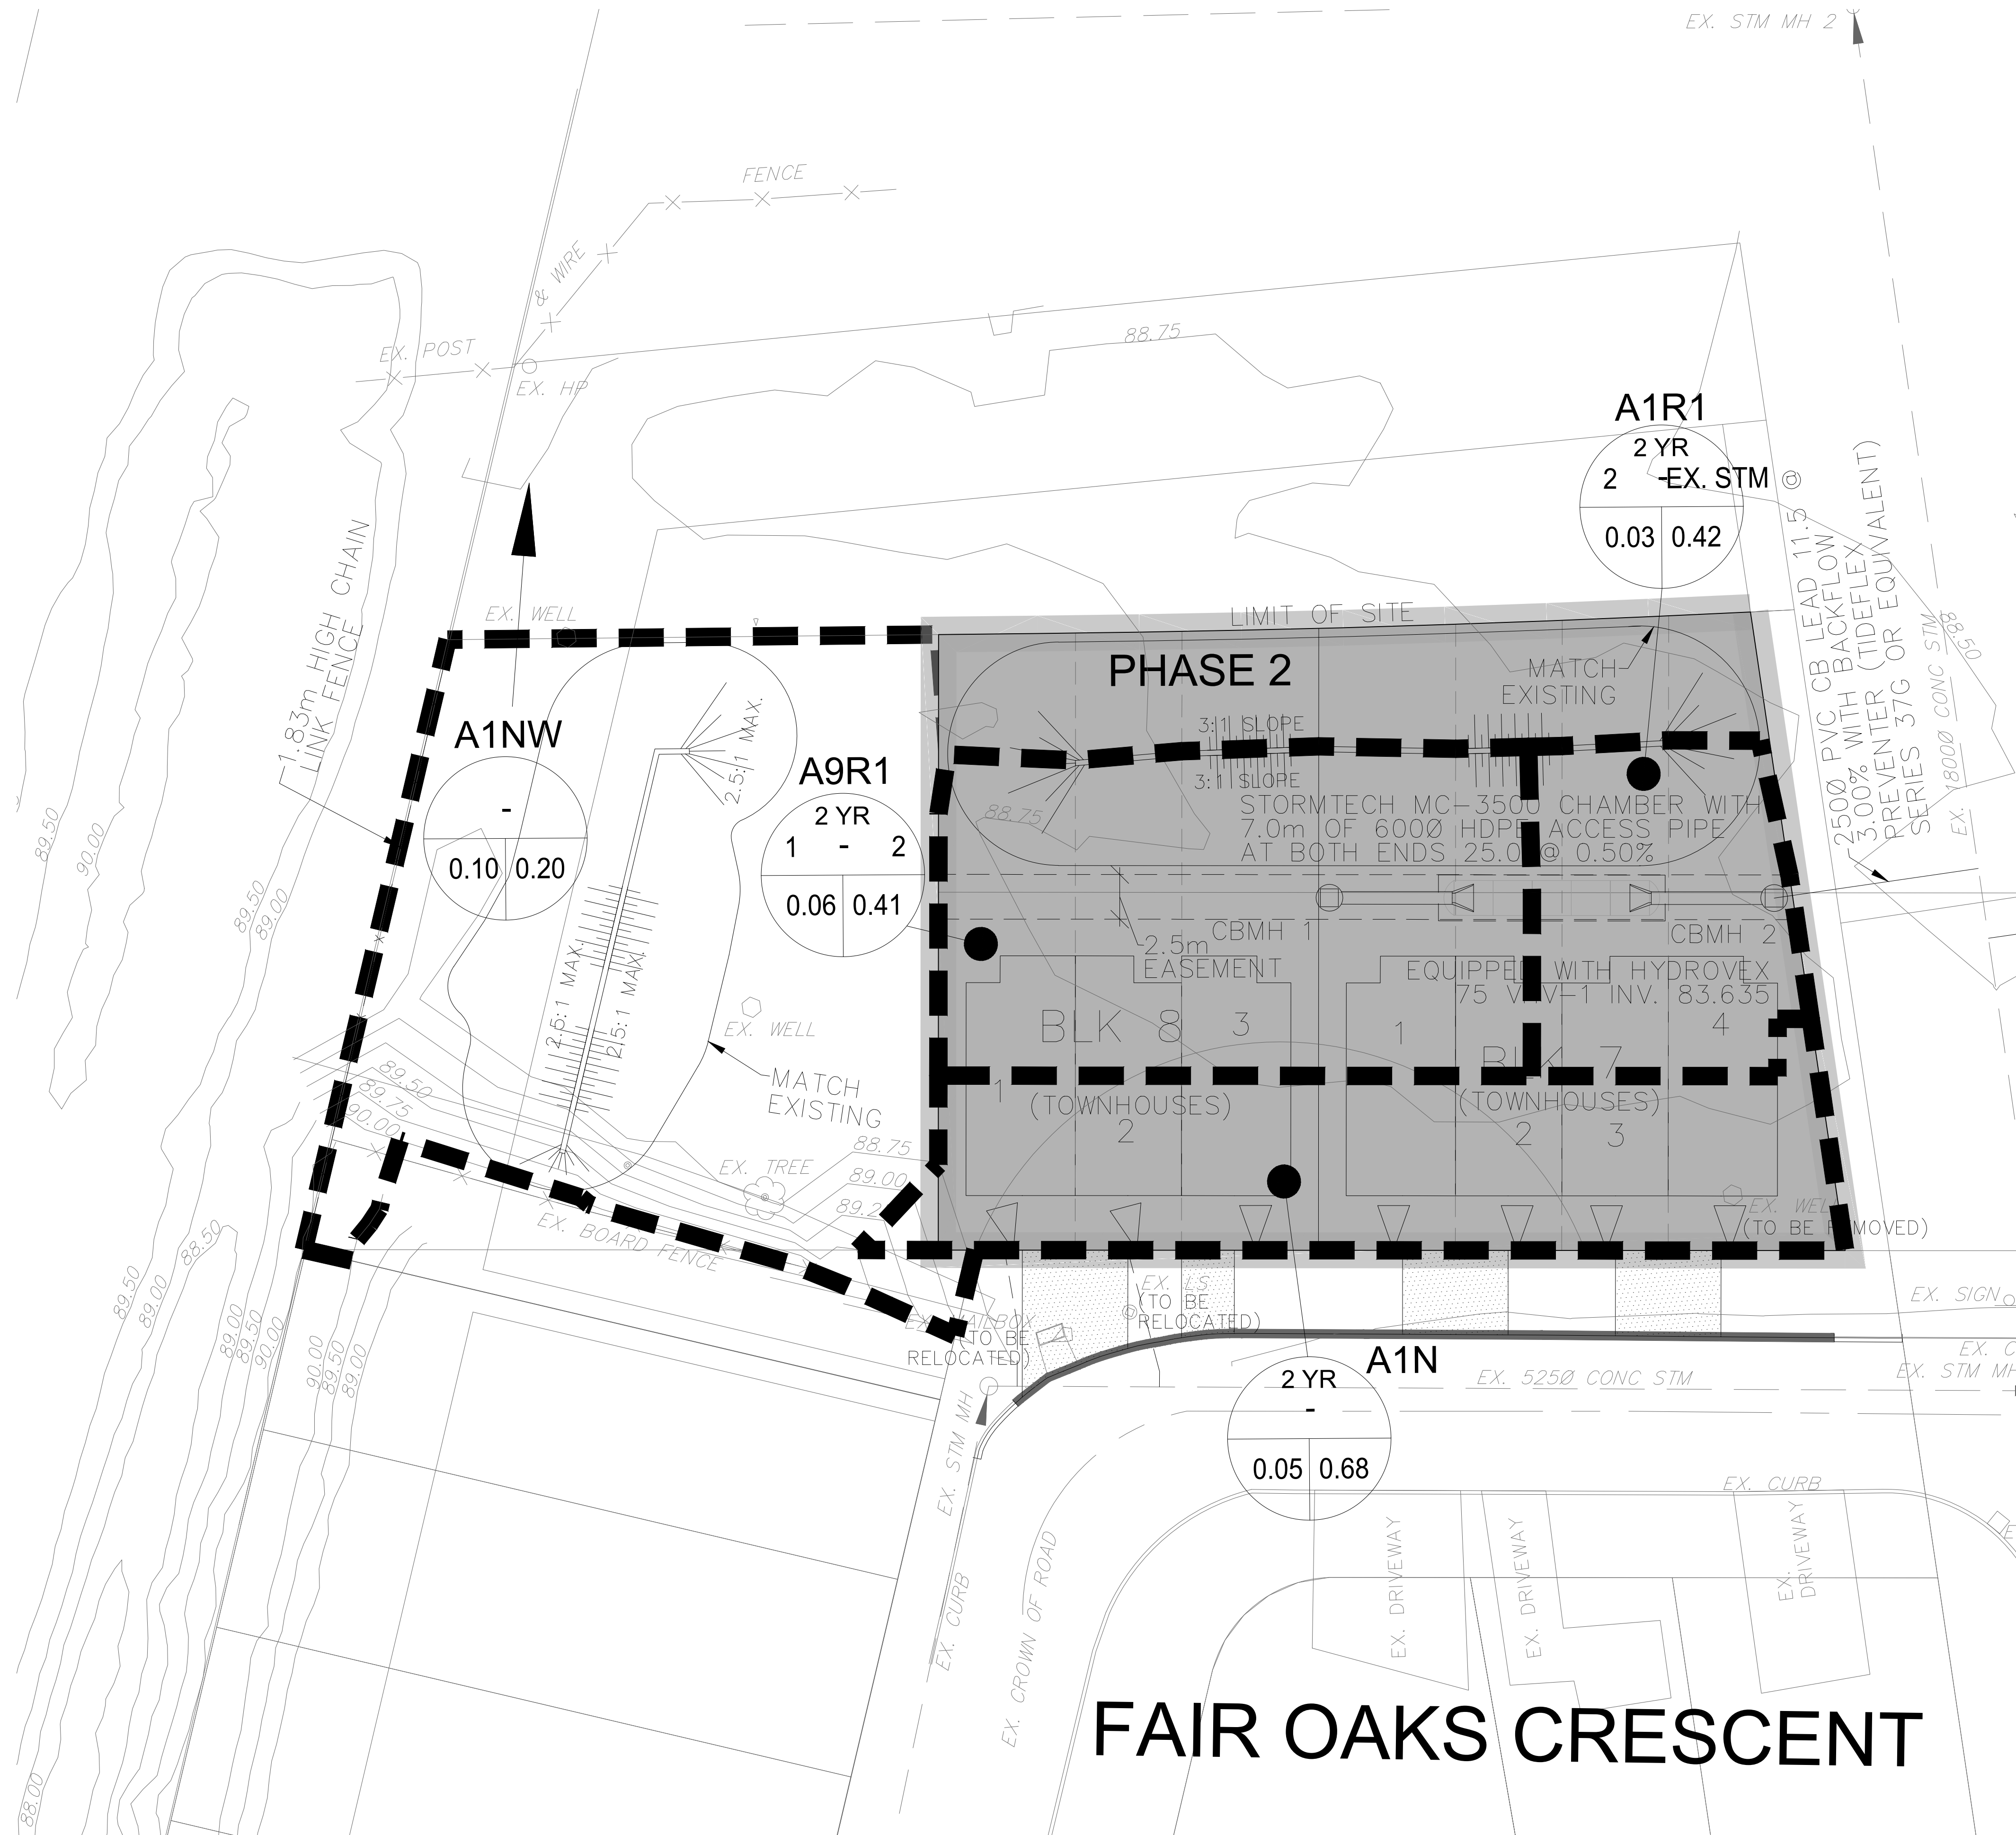 EX. STM MH 2
FENCE
& WIRE
EX. POST
EX. HP
88.75
A1R1
2 YR
2 - EX. STM
0.03 0.42
250Ø PVC CB LEAD 11.5 @
3.00% WITH BACKFLOW
PREVENTER (TIDEFLEX
SERIES 37G OR EQUIVALENT)
EX. 1800Ø CONC STM
88.50
1.83m HIGH CHAIN
LINK FENCE
EX. WELL
LIMIT OF SITE
PHASE 2
MATCH
EXISTING
3:1 SLOPE
3:1 SLOPE
A1NW
-
0.10 0.20
2.5:1 MAX.
A9R1
2 YR
1 - 2
0.06 0.41
88.75
STORMTECH MC-3500 CHAMBER WITH
7.0m OF 600Ø HDPE ACCESS PIPE
AT BOTH ENDS 25.0 @ 0.50%
89.50
90.00
89.50
89.00
2.5:1 MAX.
2.5:1 MAX.
EX. WELL
CBMH 1
2.5m
EASEMENT
CBMH 2
EQUIPPED WITH HYDROVEX
75 VHV-1 INV. 83.635
BLK 8
3
1
4
BLK 7
1
(TOWNHOUSES)
2
(TOWNHOUSES)
2
3
MATCH
EXISTING
89.50
89.75
90.00
88.75
89.00
EX. TREE
EX. BOARD FENCE
EX. WELL
(TO BE REMOVED)
EX. LS
(TO BE
RELOCATED)
(TO BE
RELOCATED)
EX. SIGN
A1N
2 YR
-
0.05 0.68
EX. 525Ø CONC STM
EX. STM MH
EX. STM MH
88.50
89.50
89.00
89.00
89.50
90.00
90.00
89.50
89.00
EX. CURB
EX. CURB
EX. CROWN OF ROAD
EX. DRIVEWAY
EX. DRIVEWAY
EX.
DRIVEWAY
88.00
FAIR OAKS CRESCENT